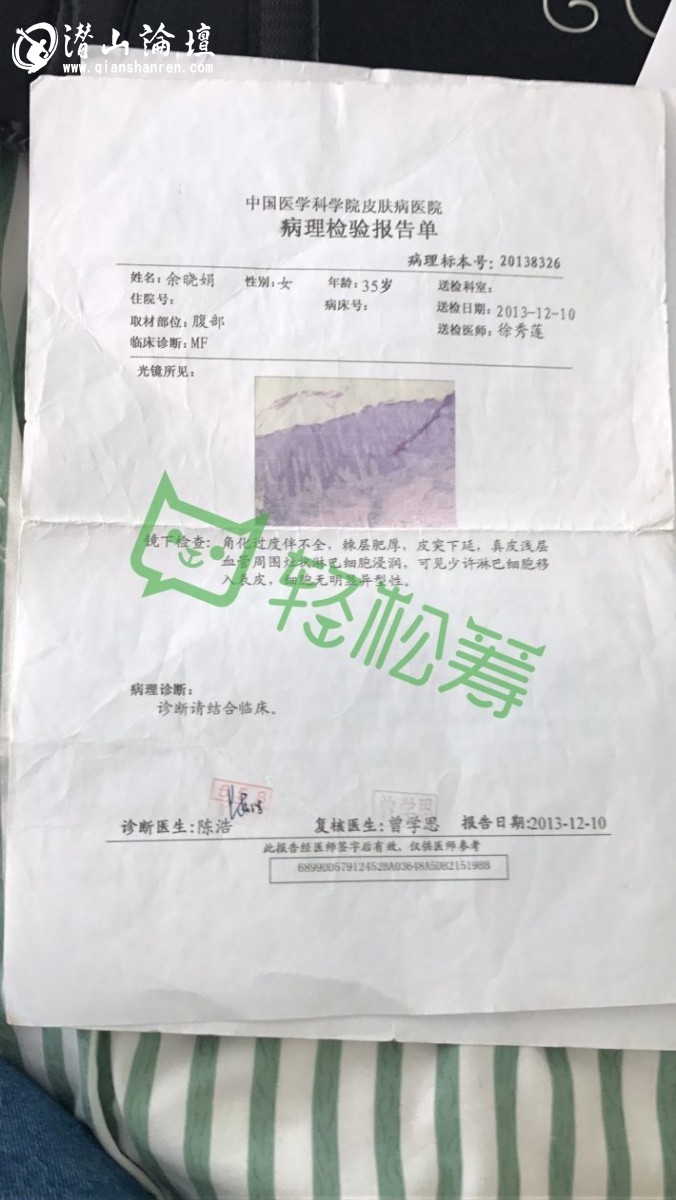 潜山論壇
www.qianshanren.com
中国医学科学院皮肤病医院
病理检验报告单
病理标本号：20138326
姓名：余晓娟 性别：女 年龄：35岁 送检科室：
住院号： 病床号： 送检日期：2013-12-10
取材部位：腹部 送检医师：徐秀莲
临床诊断：MF
光镜所见：
镜下检查：角化过度伴不全，棘层肥厚，皮突下延，真皮浅层
血管周围灶状淋巴细胞浸润，可见少许淋巴细胞移
入表皮，细胞无明显异型性。
轻松筹
病理诊断：
诊断请结合临床。
诊断医生：陈浩 复核医生：曾学思 报告日期：2013-12-10
此报告经医师签字后有效，仅供医师参考
6899DD579124528A03648A5DB21519BB